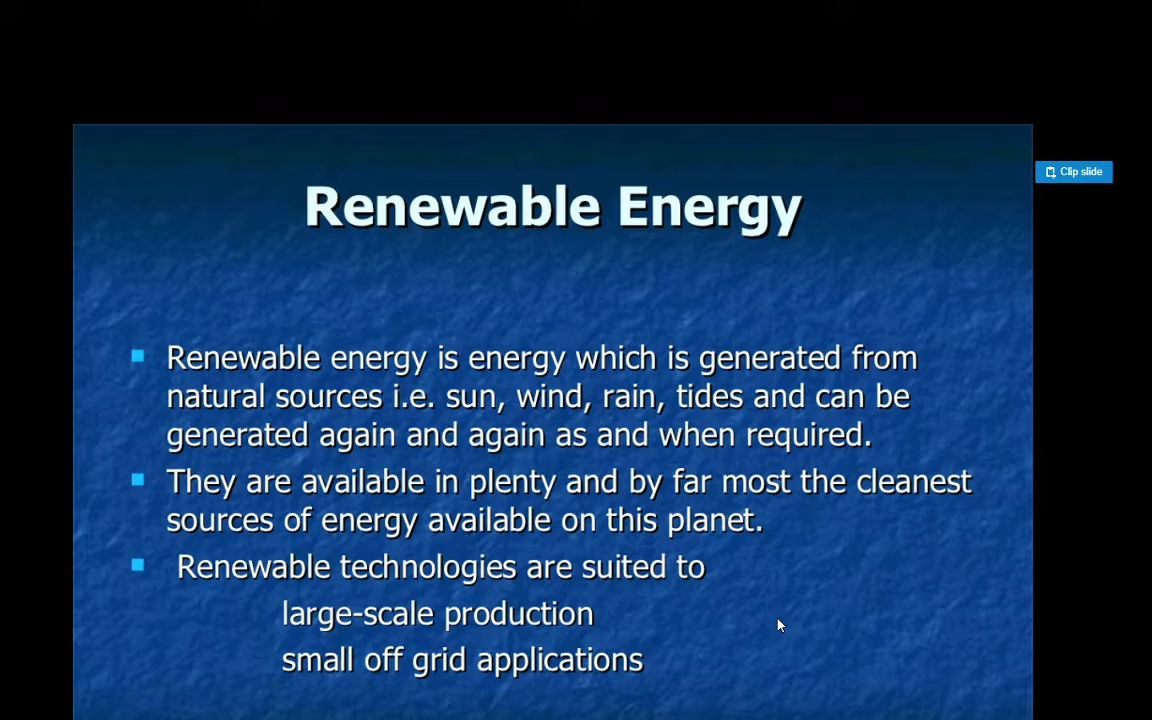 Renewable Energy
Clip slide
Renewable energy is energy which is generated from
natural sources i.e. sun, wind, rain, tides and can be
generated again and again as and when required.
They are available in plenty and by far most the cleanest
sources of energy available on this planet.
Renewable technologies are suited to
large-scale production
small off grid applications